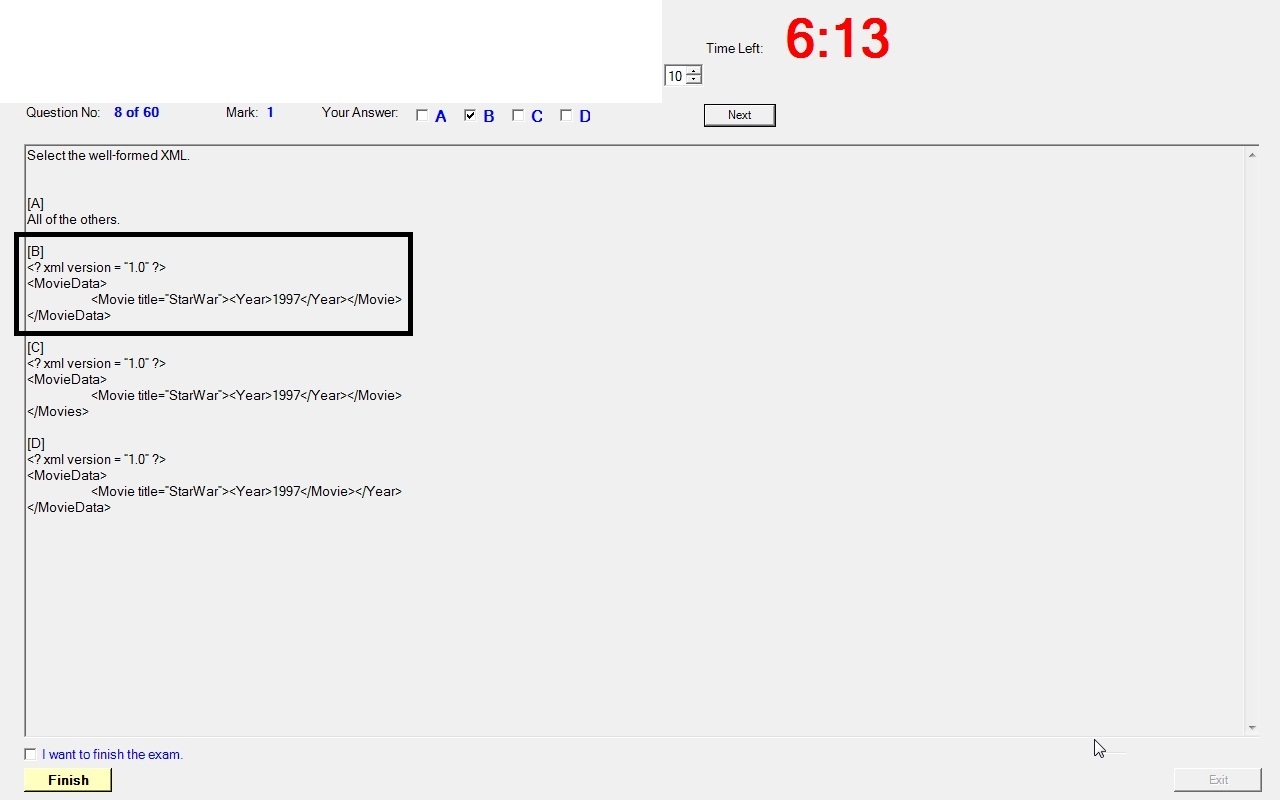 Time Left: 6:13
10
Question No: 8 of 60 Mark: 1 Your Answer: A B C D Next
Select the well-formed XML.
[A]
All of the others.
[B]
<? xml version = "1.0" ?>
<MovieData>
<Movie title="StarWar"><Year>1997</Year></Movie>
</MovieData>
[C]
<? xml version = "1.0" ?>
<MovieData>
<Movie title="StarWar"><Year>1997</Year></Movie>
</Movies>
[D]
<? xml version = "1.0" ?>
<MovieData>
<Movie title="StarWar"><Year>1997</Movie></Year>
</MovieData>
I want to finish the exam.
Finish Exit